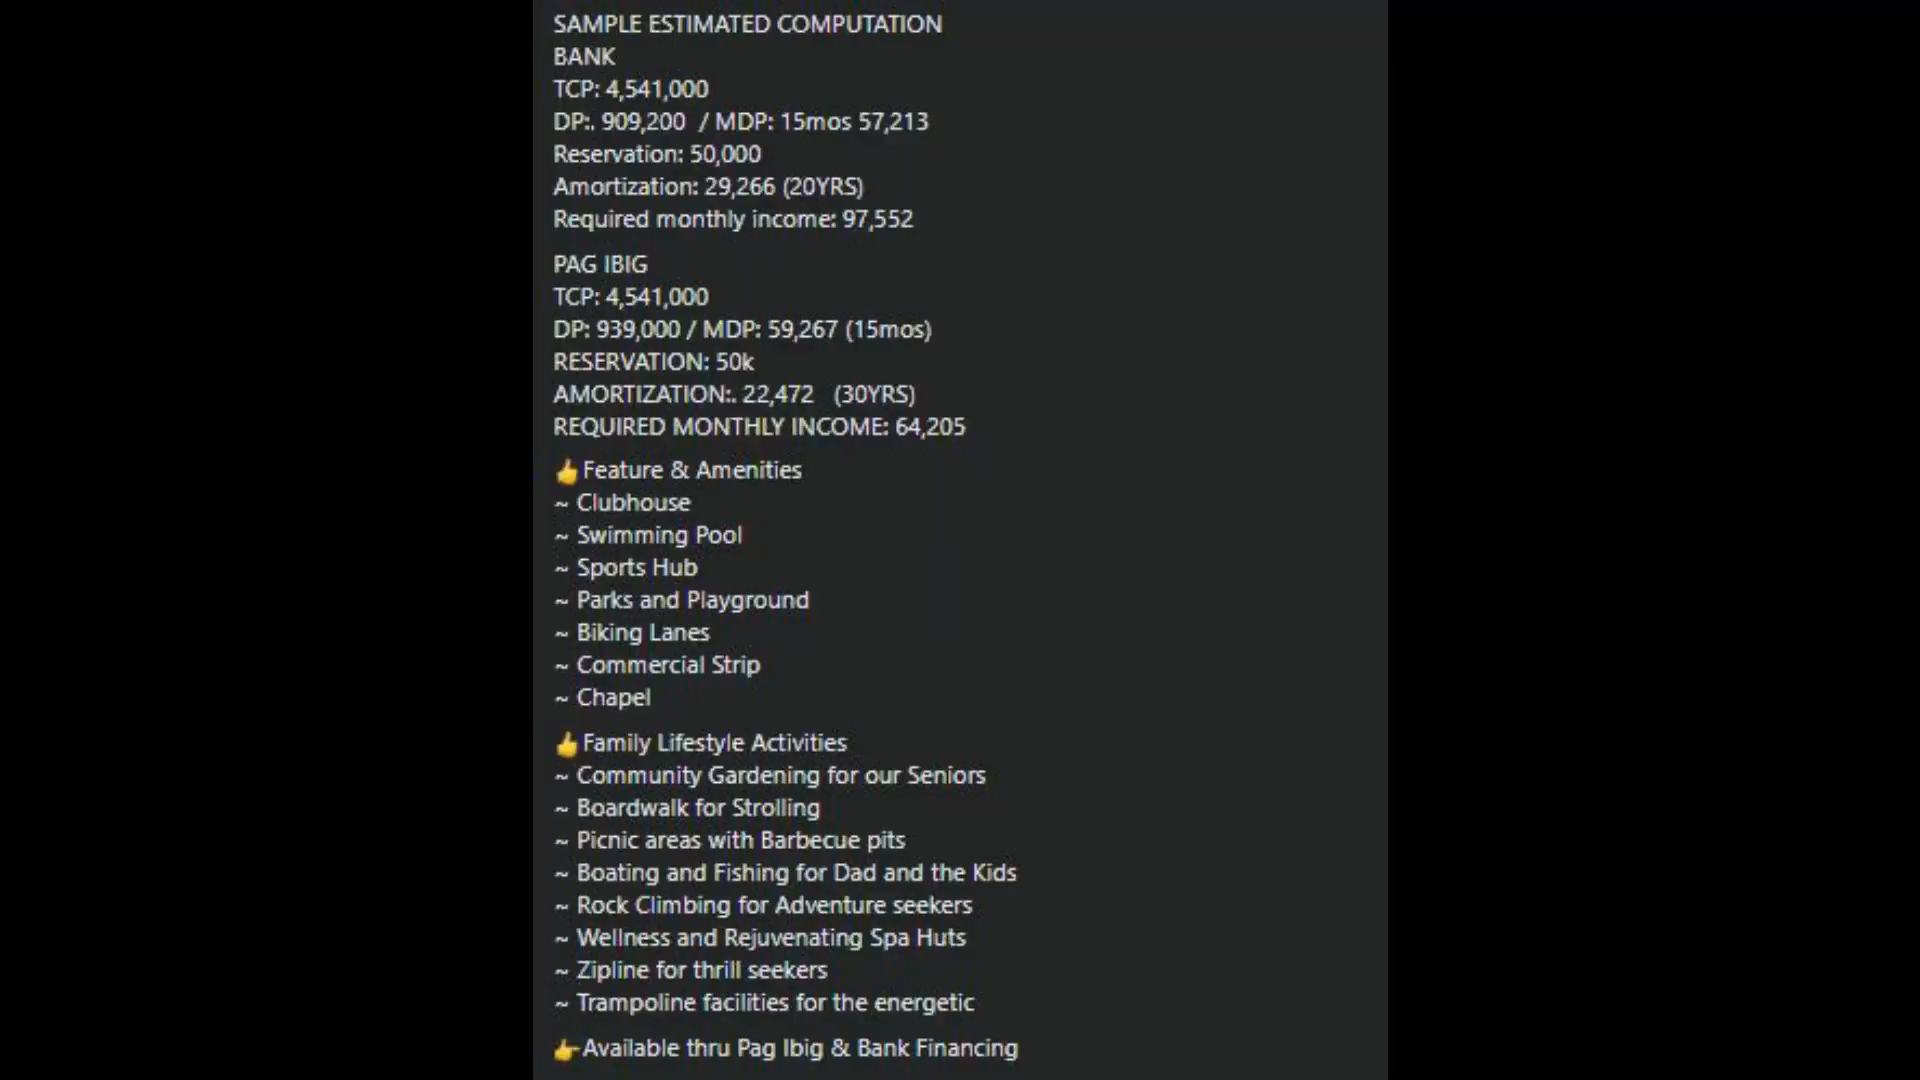 SAMPLE ESTIMATED COMPUTATION
BANK
TCP: 4,541,000
DP:. 909,200 / MDP: 15mos 57,213
Reservation: 50,000
Amortization: 29,266 (20YRS)
Required monthly income: 97,552
PAG IBIG
TCP: 4,541,000
DP: 939,000 / MDP: 59,267 (15mos)
RESERVATION: 50k
AMORTIZATION:. 22,472 (30YRS)
REQUIRED MONTHLY INCOME: 64,205
👍Feature & Amenities
~ Clubhouse
~ Swimming Pool
~ Sports Hub
~ Parks and Playground
~ Biking Lanes
~ Commercial Strip
~ Chapel
👍Family Lifestyle Activities
~ Community Gardening for our Seniors
~ Boardwalk for Strolling
~ Picnic areas with Barbecue pits
~ Boating and Fishing for Dad and the Kids
~ Rock Climbing for Adventure seekers
~ Wellness and Rejuvenating Spa Huts
~ Zipline for thrill seekers
~ Trampoline facilities for the energetic
👉Available thru Pag Ibig & Bank Financing